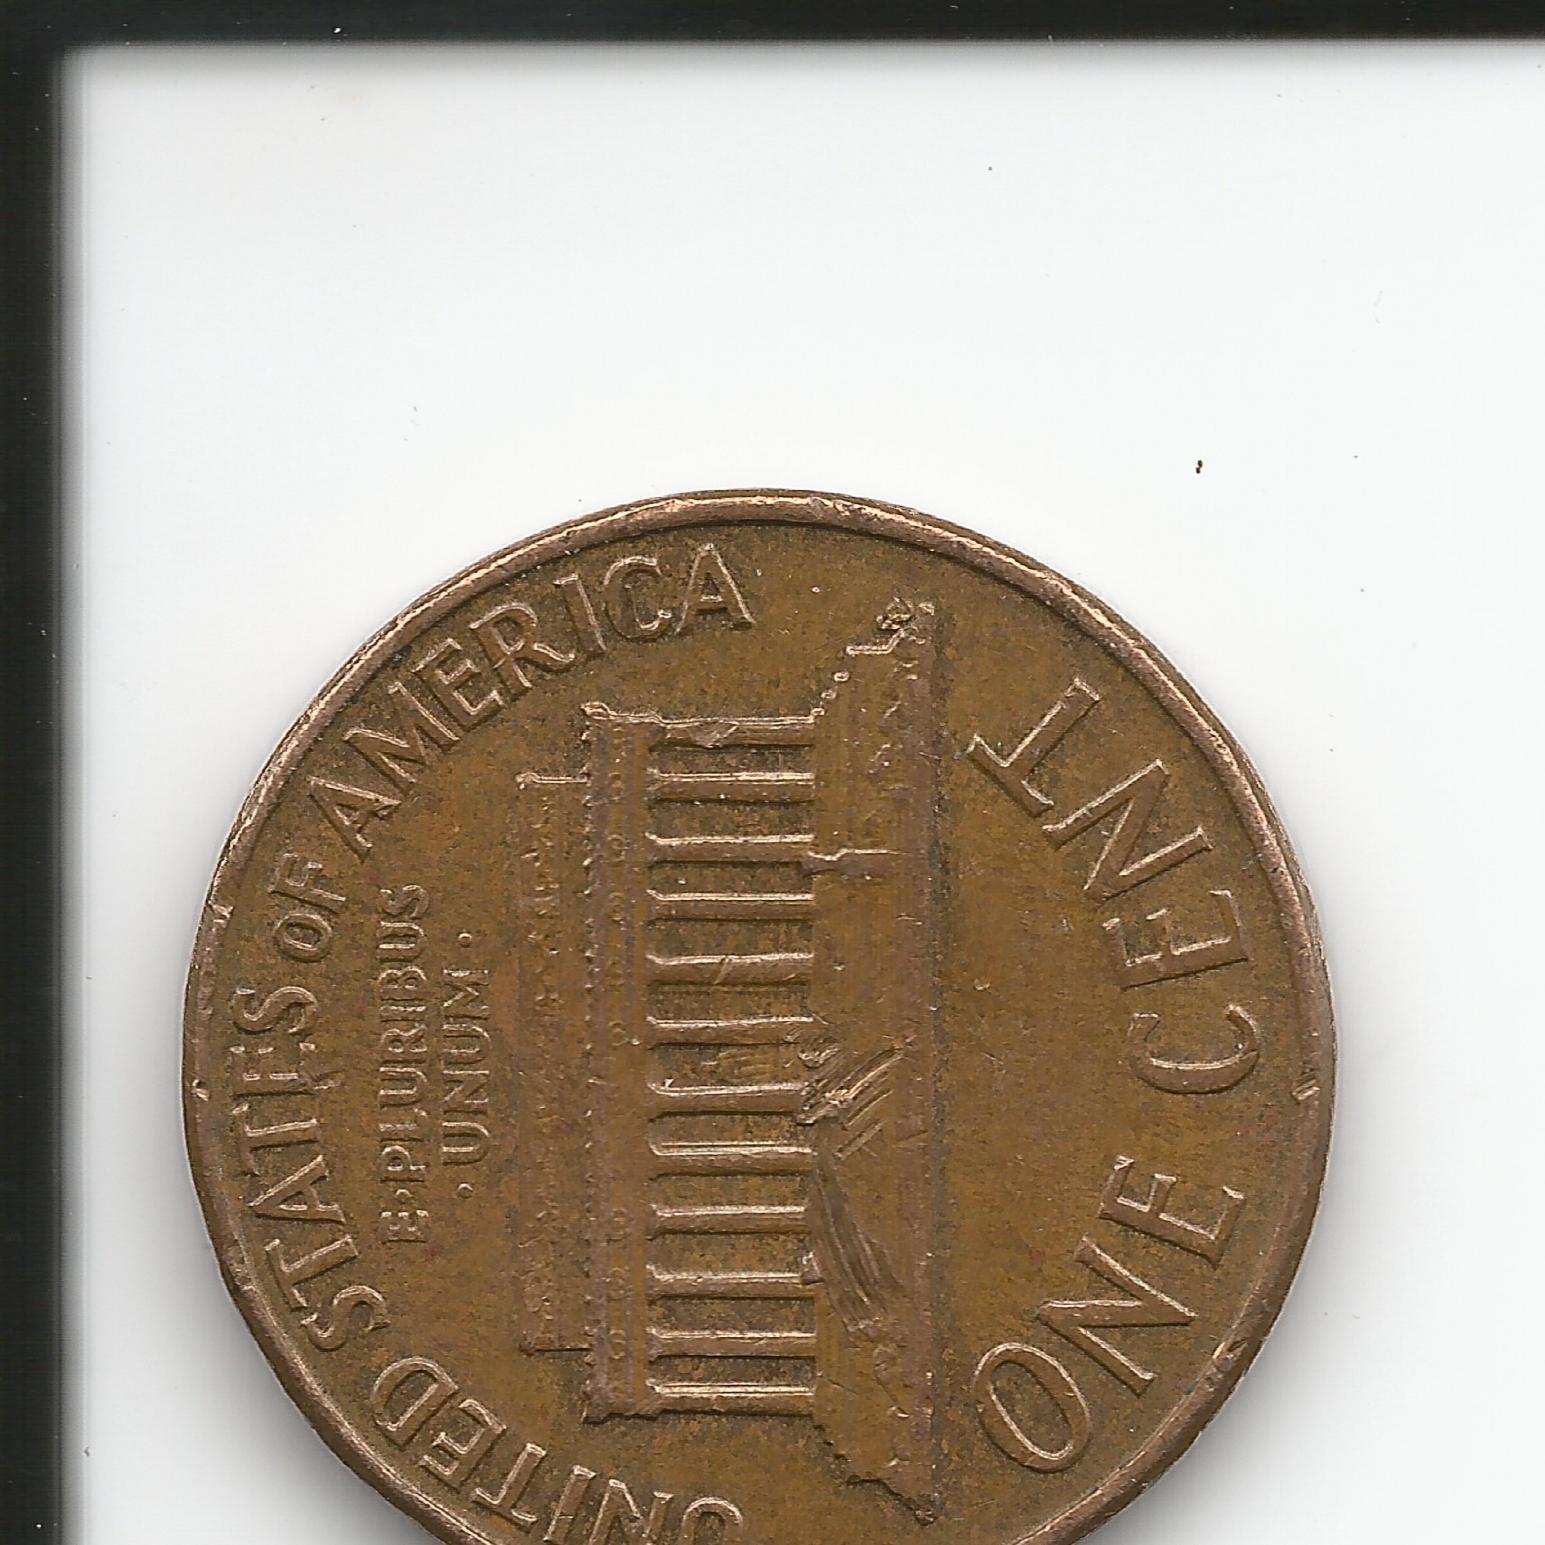 UNITED STATES OF AMERICA
E·PLURIBUS
·UNUM·
ONE CENT